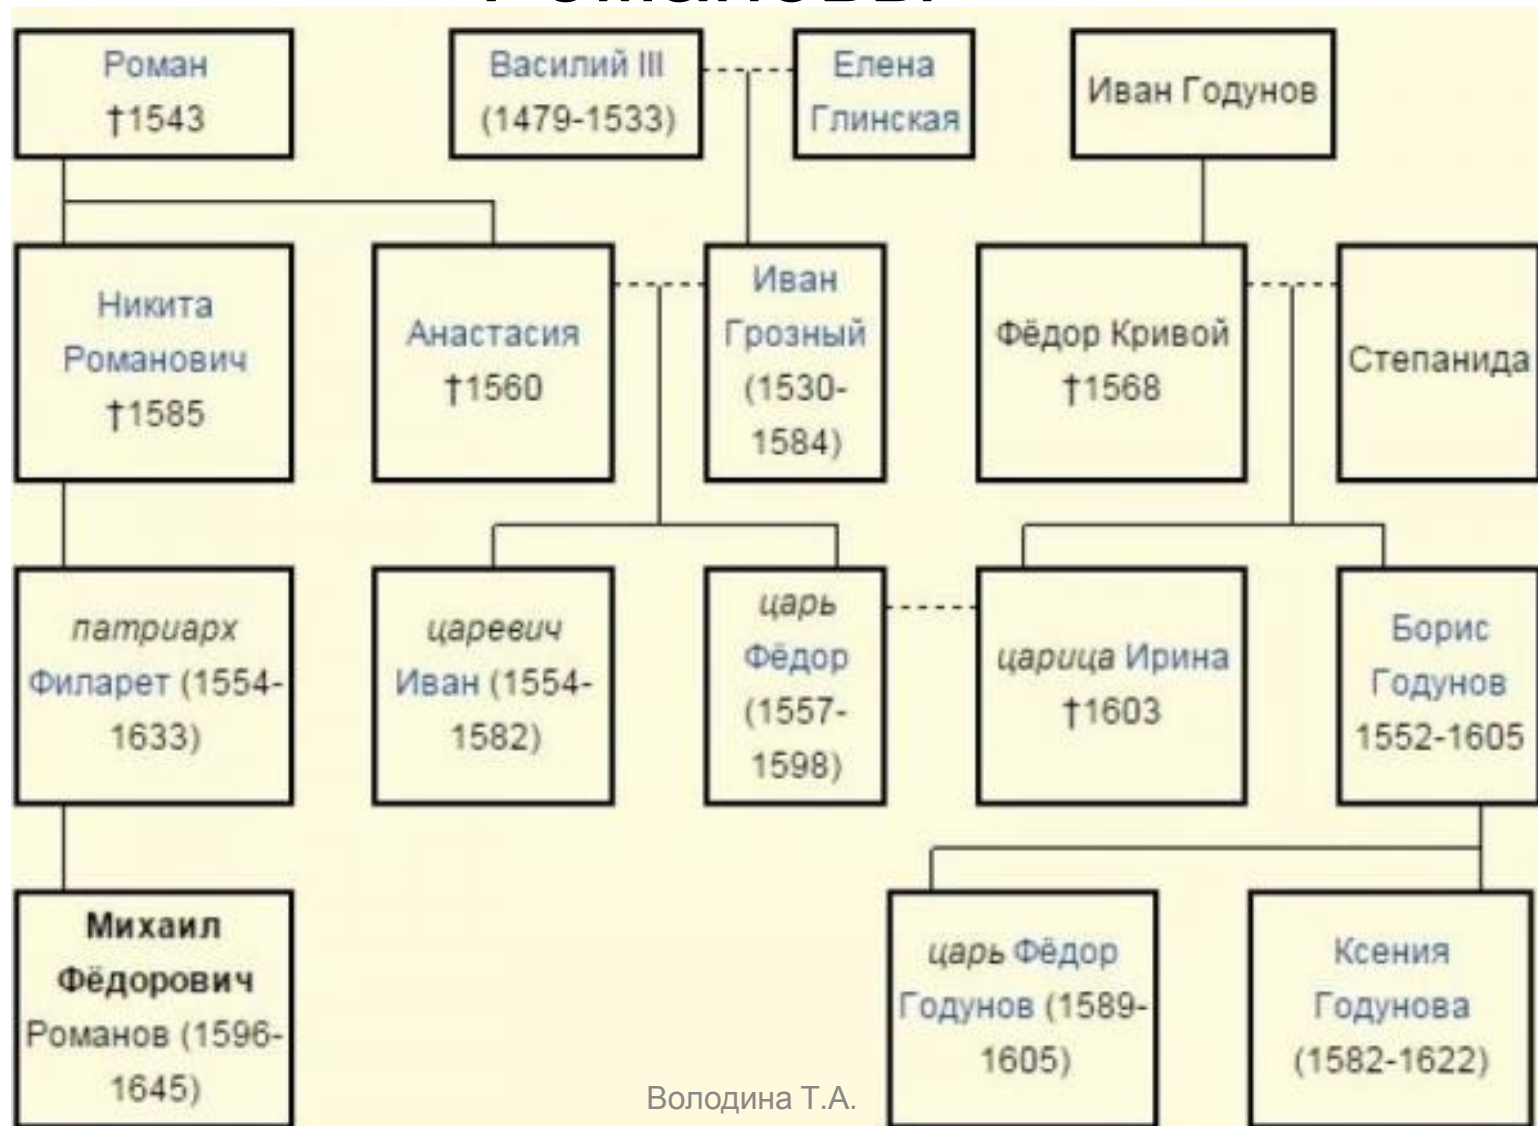 Романовы
Роман
†1543
Василий III
(1479-1533)
Елена
Глинская
Иван Годунов
Никита
Романович
†1585
Анастасия
†1560
Иван
Грозный
(1530-
1584)
Фёдор Кривой
†1568
Степанида
патриарх
Филарет (1554-
1633)
царевич
Иван (1554-
1582)
царь
Фёдор
(1557-
1598)
царица Ирина
†1603
Борис
Годунов
1552-1605
Михаил
Фёдорович
Романов (1596-
1645)
царь Фёдор
Годунов (1589-
1605)
Ксения
Годунова
(1582-1622)
Володина Т.А.